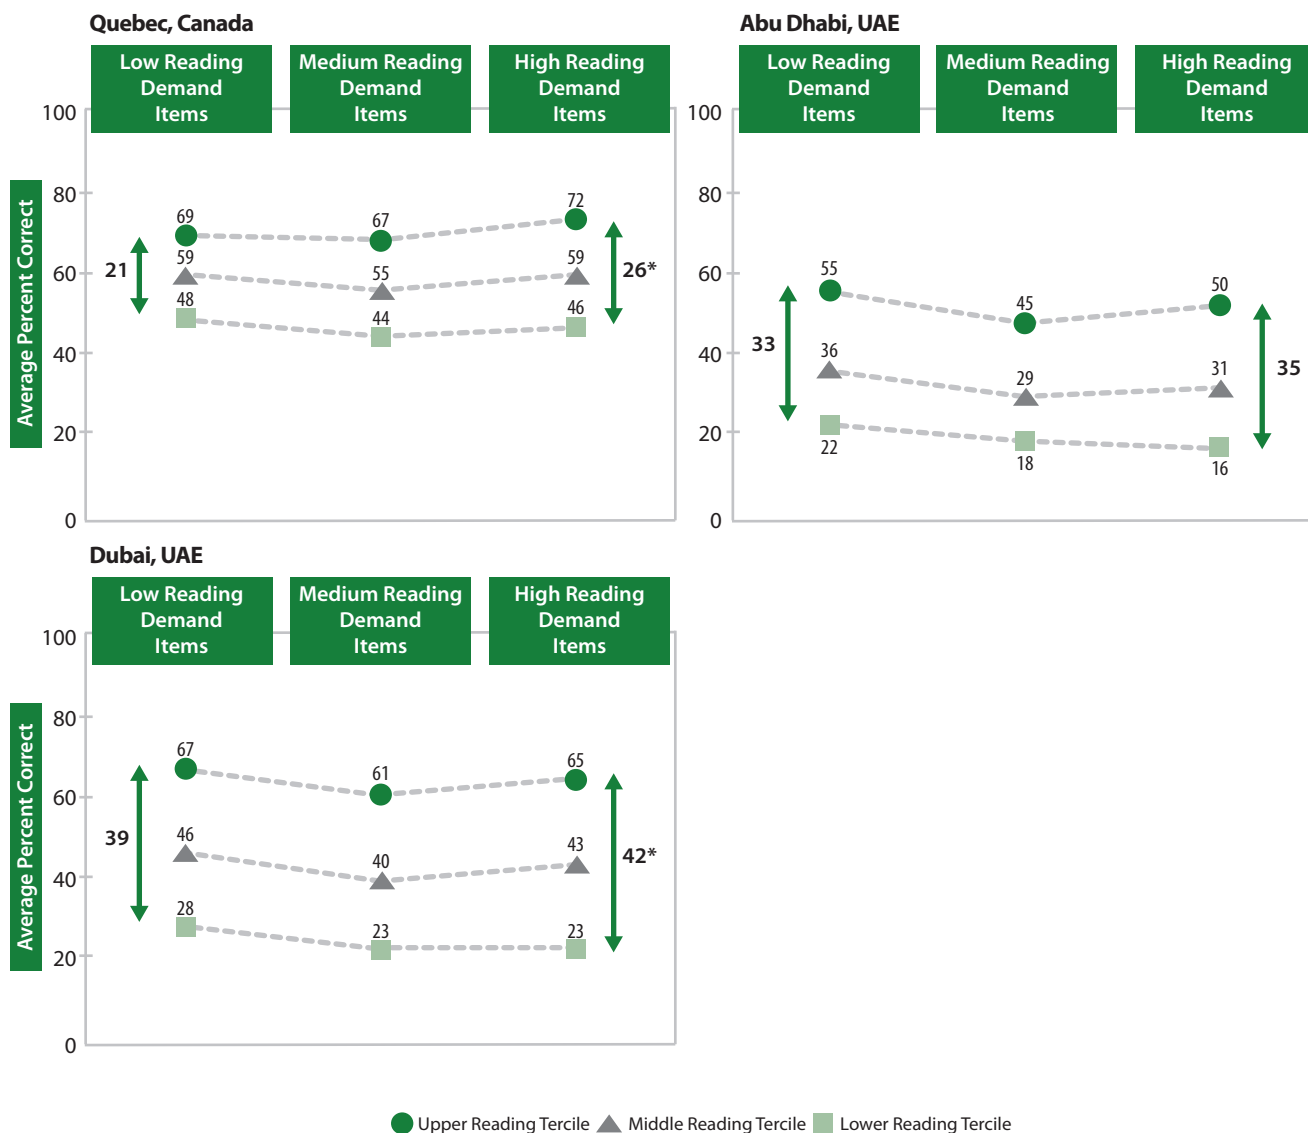 Quebec, Canada
Low Reading
Demand
Items
Medium Reading
Demand
Items
High Reading
Demand
Items
Average Percent Correct
100
80
60
40
20
0
69
67
72
59
55
59
48
44
46
21
26*
Abu Dhabi, UAE
Low Reading
Demand
Items
Medium Reading
Demand
Items
High Reading
Demand
Items
100
80
60
40
20
0
55
45
50
36
29
31
22
18
16
33
35
Dubai, UAE
Low Reading
Demand
Items
Medium Reading
Demand
Items
High Reading
Demand
Items
Average Percent Correct
100
80
60
40
20
0
67
61
65
46
40
43
28
23
23
39
42*
Upper Reading Tercile Middle Reading Tercile Lower Reading Tercile